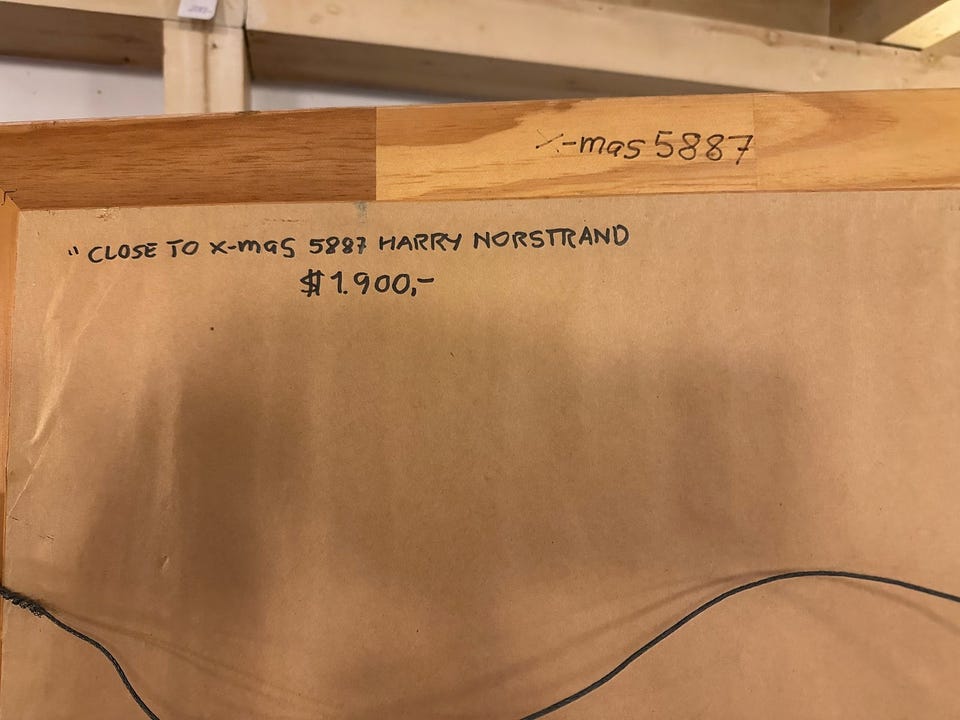 x-mas 5887
" CLOSE TO X-mas 5887 HARRY NORSTRAND
$1.900,-